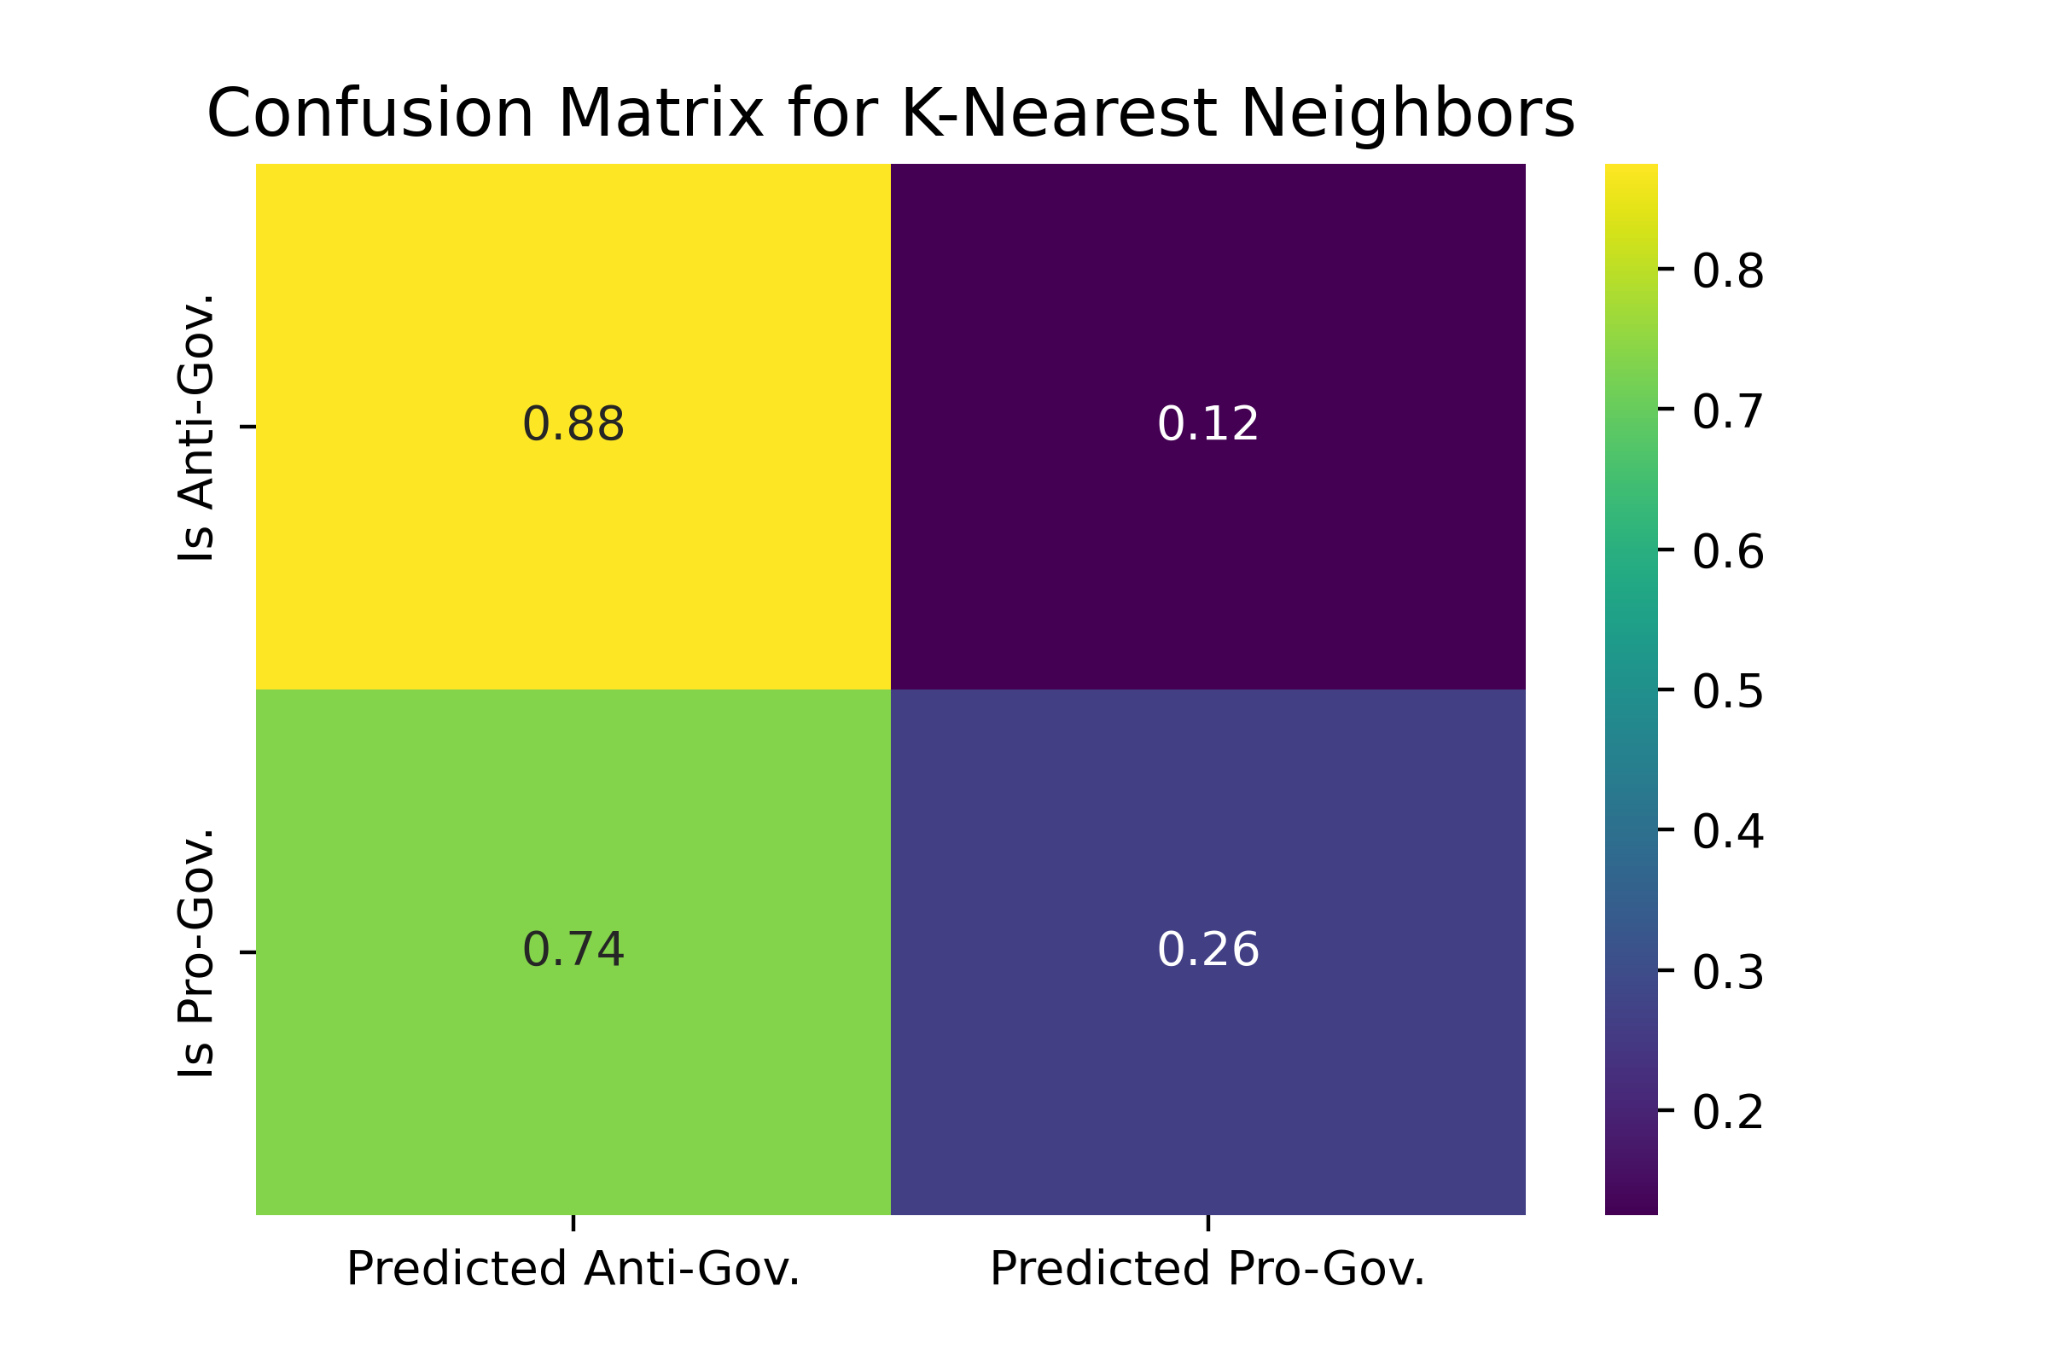 Confusion Matrix for K-Nearest Neighbors
Is Anti-Gov.
0.88
0.12
Is Pro-Gov.
0.74
0.26
Predicted Anti-Gov.
Predicted Pro-Gov.
0.8
0.7
0.6
0.5
0.4
0.3
0.2